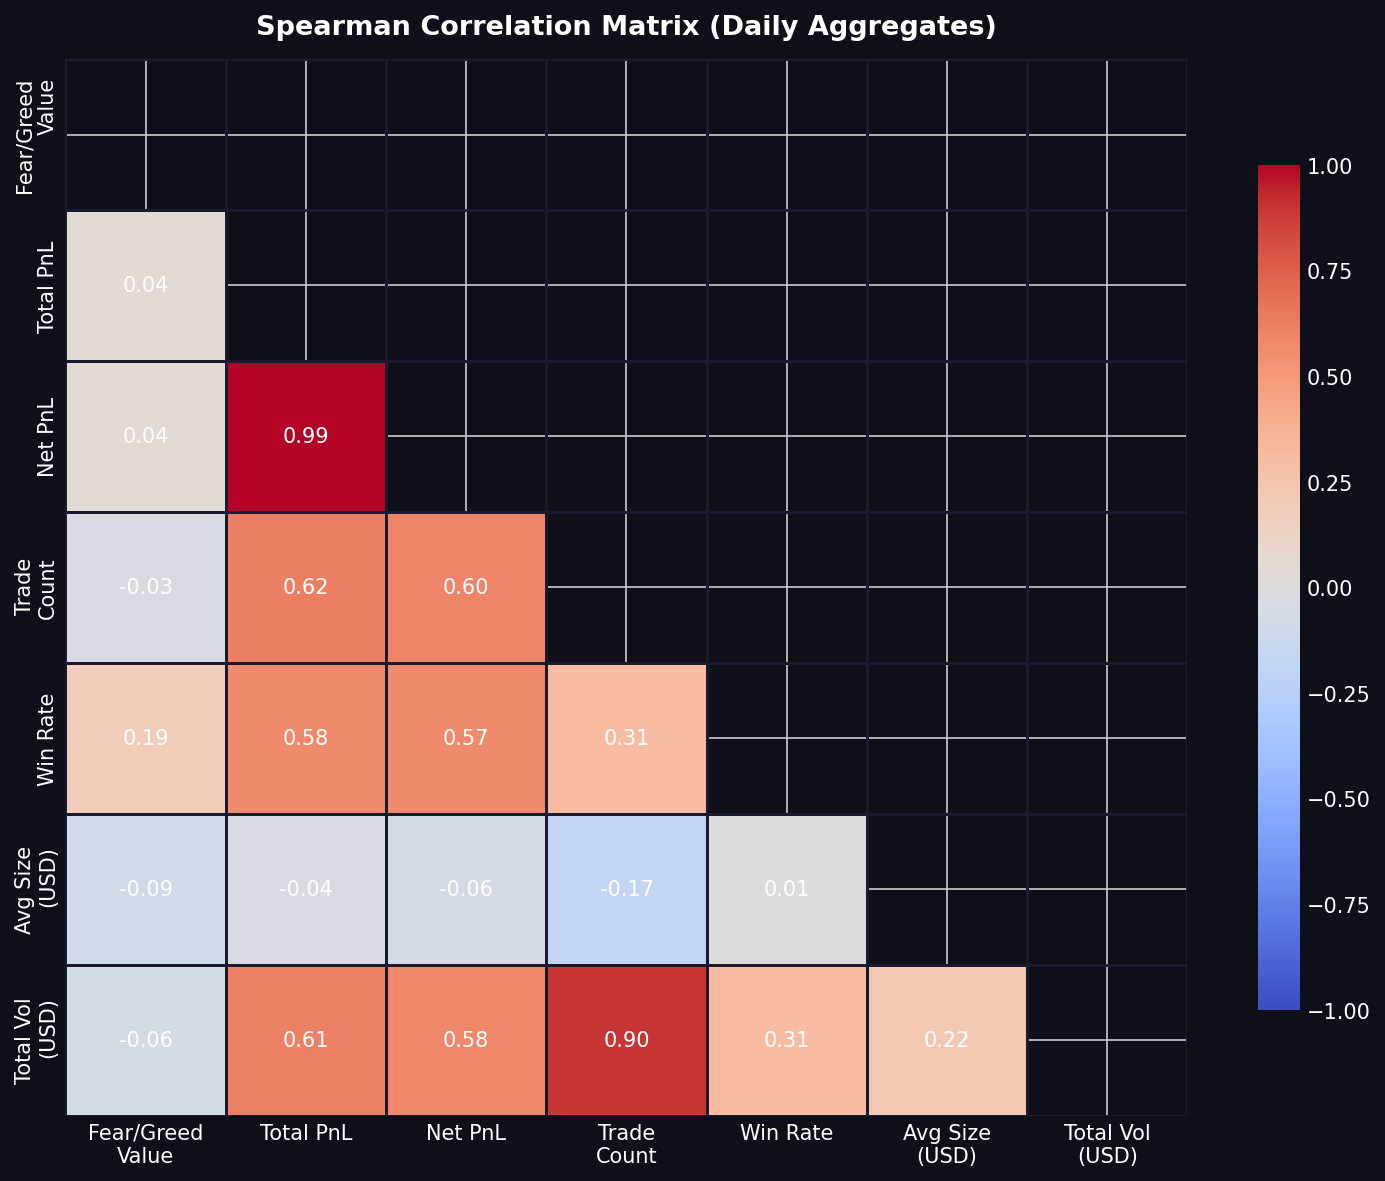 Spearman Correlation Matrix (Daily Aggregates)
Fear/Greed
Value
Total PnL
0.04
Net PnL
0.04 0.99
Trade
Count
-0.03 0.62 0.60
Win Rate
0.19 0.58 0.57 0.31
Avg Size
(USD)
-0.09 -0.04 -0.06 -0.17 0.01
Total Vol
(USD)
-0.06 0.61 0.58 0.90 0.31 0.22
Fear/Greed
Value
Total PnL
Net PnL
Trade
Count
Win Rate
Avg Size
(USD)
Total Vol
(USD)
1.00
0.75
0.50
0.25
0.00
−0.25
−0.50
−0.75
−1.00